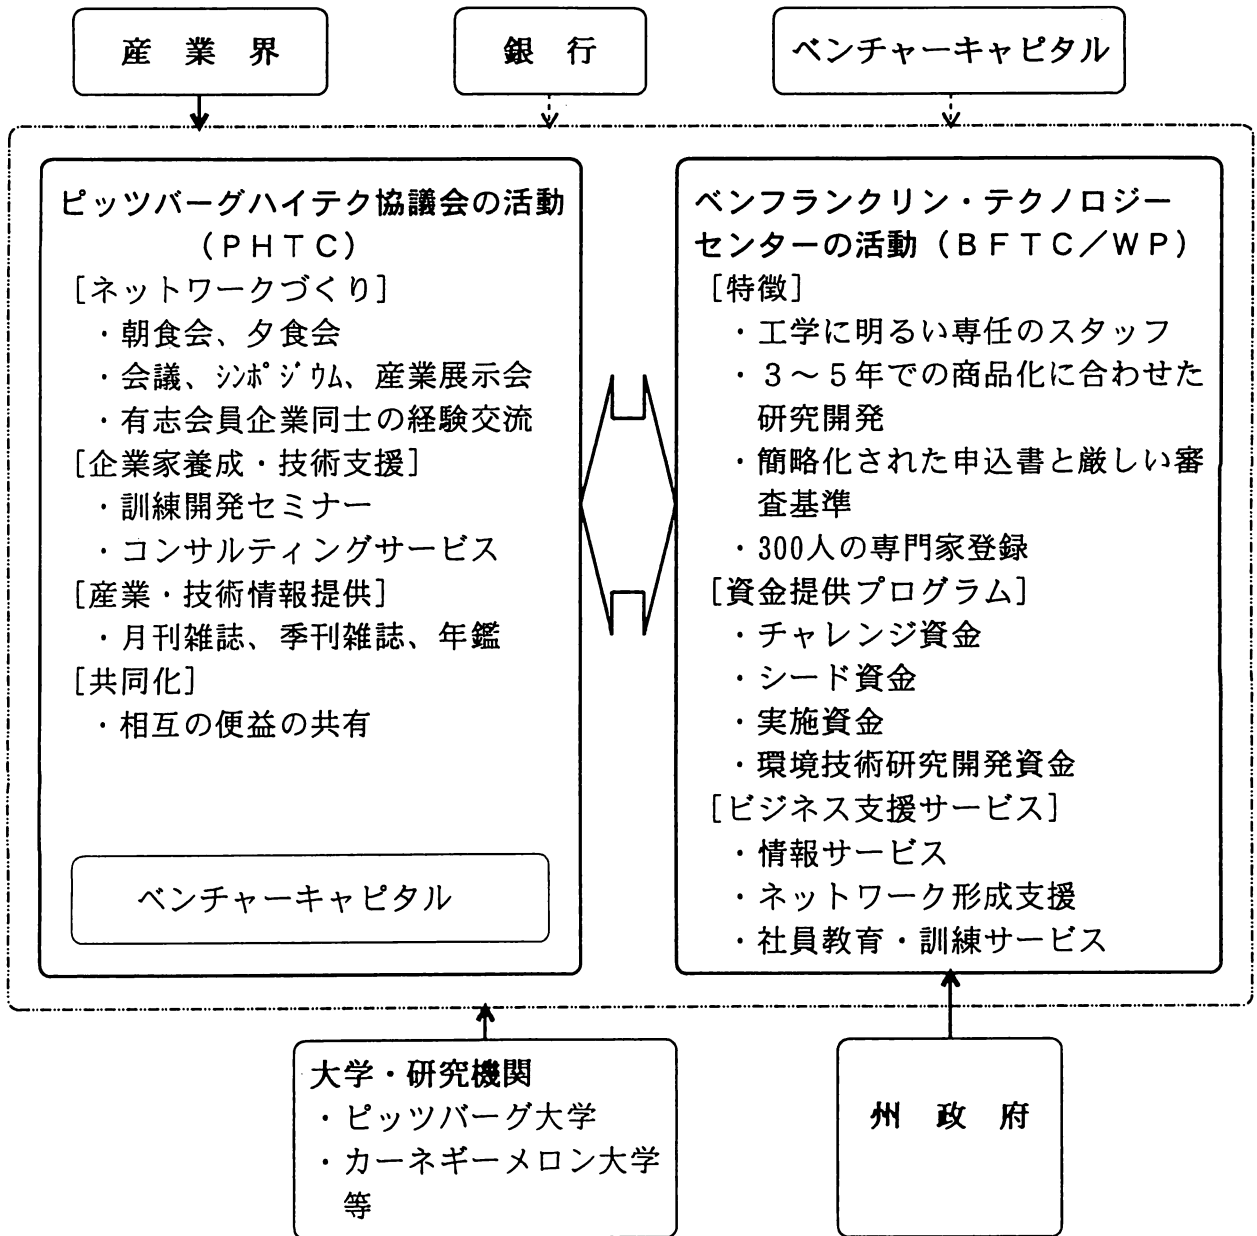 産業界
銀行
ベンチャーキャピタル
ピッツバーグハイテク協議会の活動
(PHTC)
[ネットワークづくり]
・朝食会、夕食会
・会議、シンポジウム、産業展示会
・有志会員企業同士の経験交流
[企業家養成・技術支援]
・訓練開発セミナー
・コンサルティングサービス
[産業・技術情報提供]
・月刊雑誌、季刊雑誌、年鑑
[共同化]
・相互の便益の共有
ベンチャーキャピタル
ベンフランクリン・テクノロジー
センターの活動(BFTC/WP)
[特徴]
・工学に明るい専任のスタッフ
・3~5年での商品化に合わせた
研究開発
・簡略化された申込書と厳しい審
査基準
・300人の専門家登録
[資金提供プログラム]
・チャレンジ資金
・シード資金
・実施資金
・環境技術研究開発資金
[ビジネス支援サービス]
・情報サービス
・ネットワーク形成支援
・社員教育・訓練サービス
大学・研究機関
・ピッツバーグ大学
・カーネギーメロン大学
等
州政府